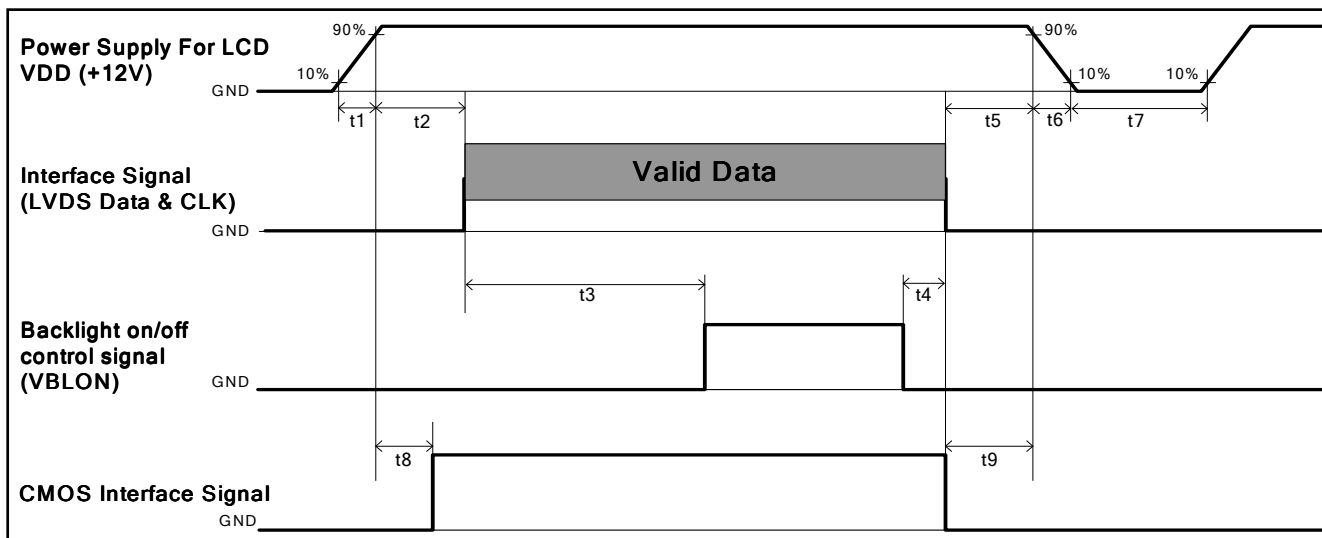 Power Supply For LCD
VDD (+12V)
90%
10%
GND
t1
t2
t5
t6
t7
90%
10%
10%
Interface Signal
(LVDS Data & CLK)
Valid Data
GND
t3
t4
Backlight on/off
control signal
(VBLON)
GND
t8
t9
CMOS Interface Signal
GND